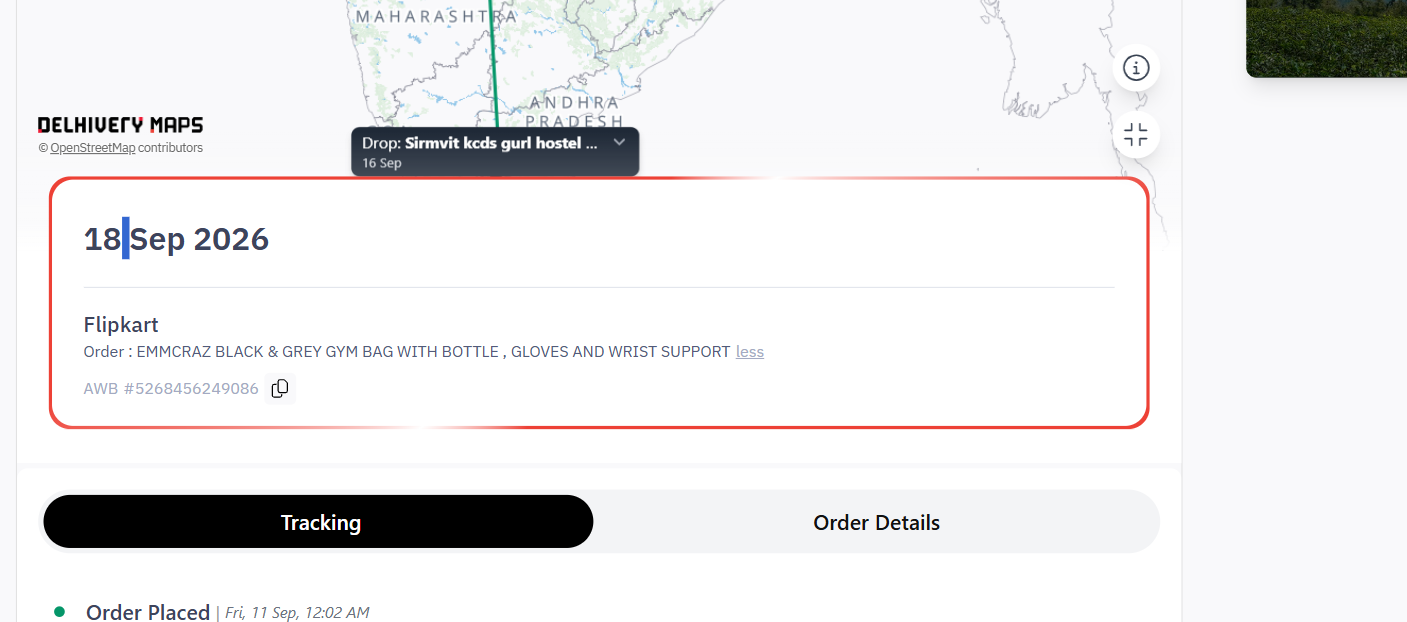 MAHARASHTRA
ANDHRA
PRADESH
DELHIVERY MAPS
© OpenStreetMap contributors
Drop: Sirmvit kcds gurl hostel ...
16 Sep
18 Sep 2026
Flipkart
Order : EMMCRAZ BLACK & GREY GYM BAG WITH BOTTLE , GLOVES AND WRIST SUPPORT less
AWB #5268456249086
Tracking
Order Details
Order Placed | Fri, 11 Sep, 12:02 AM